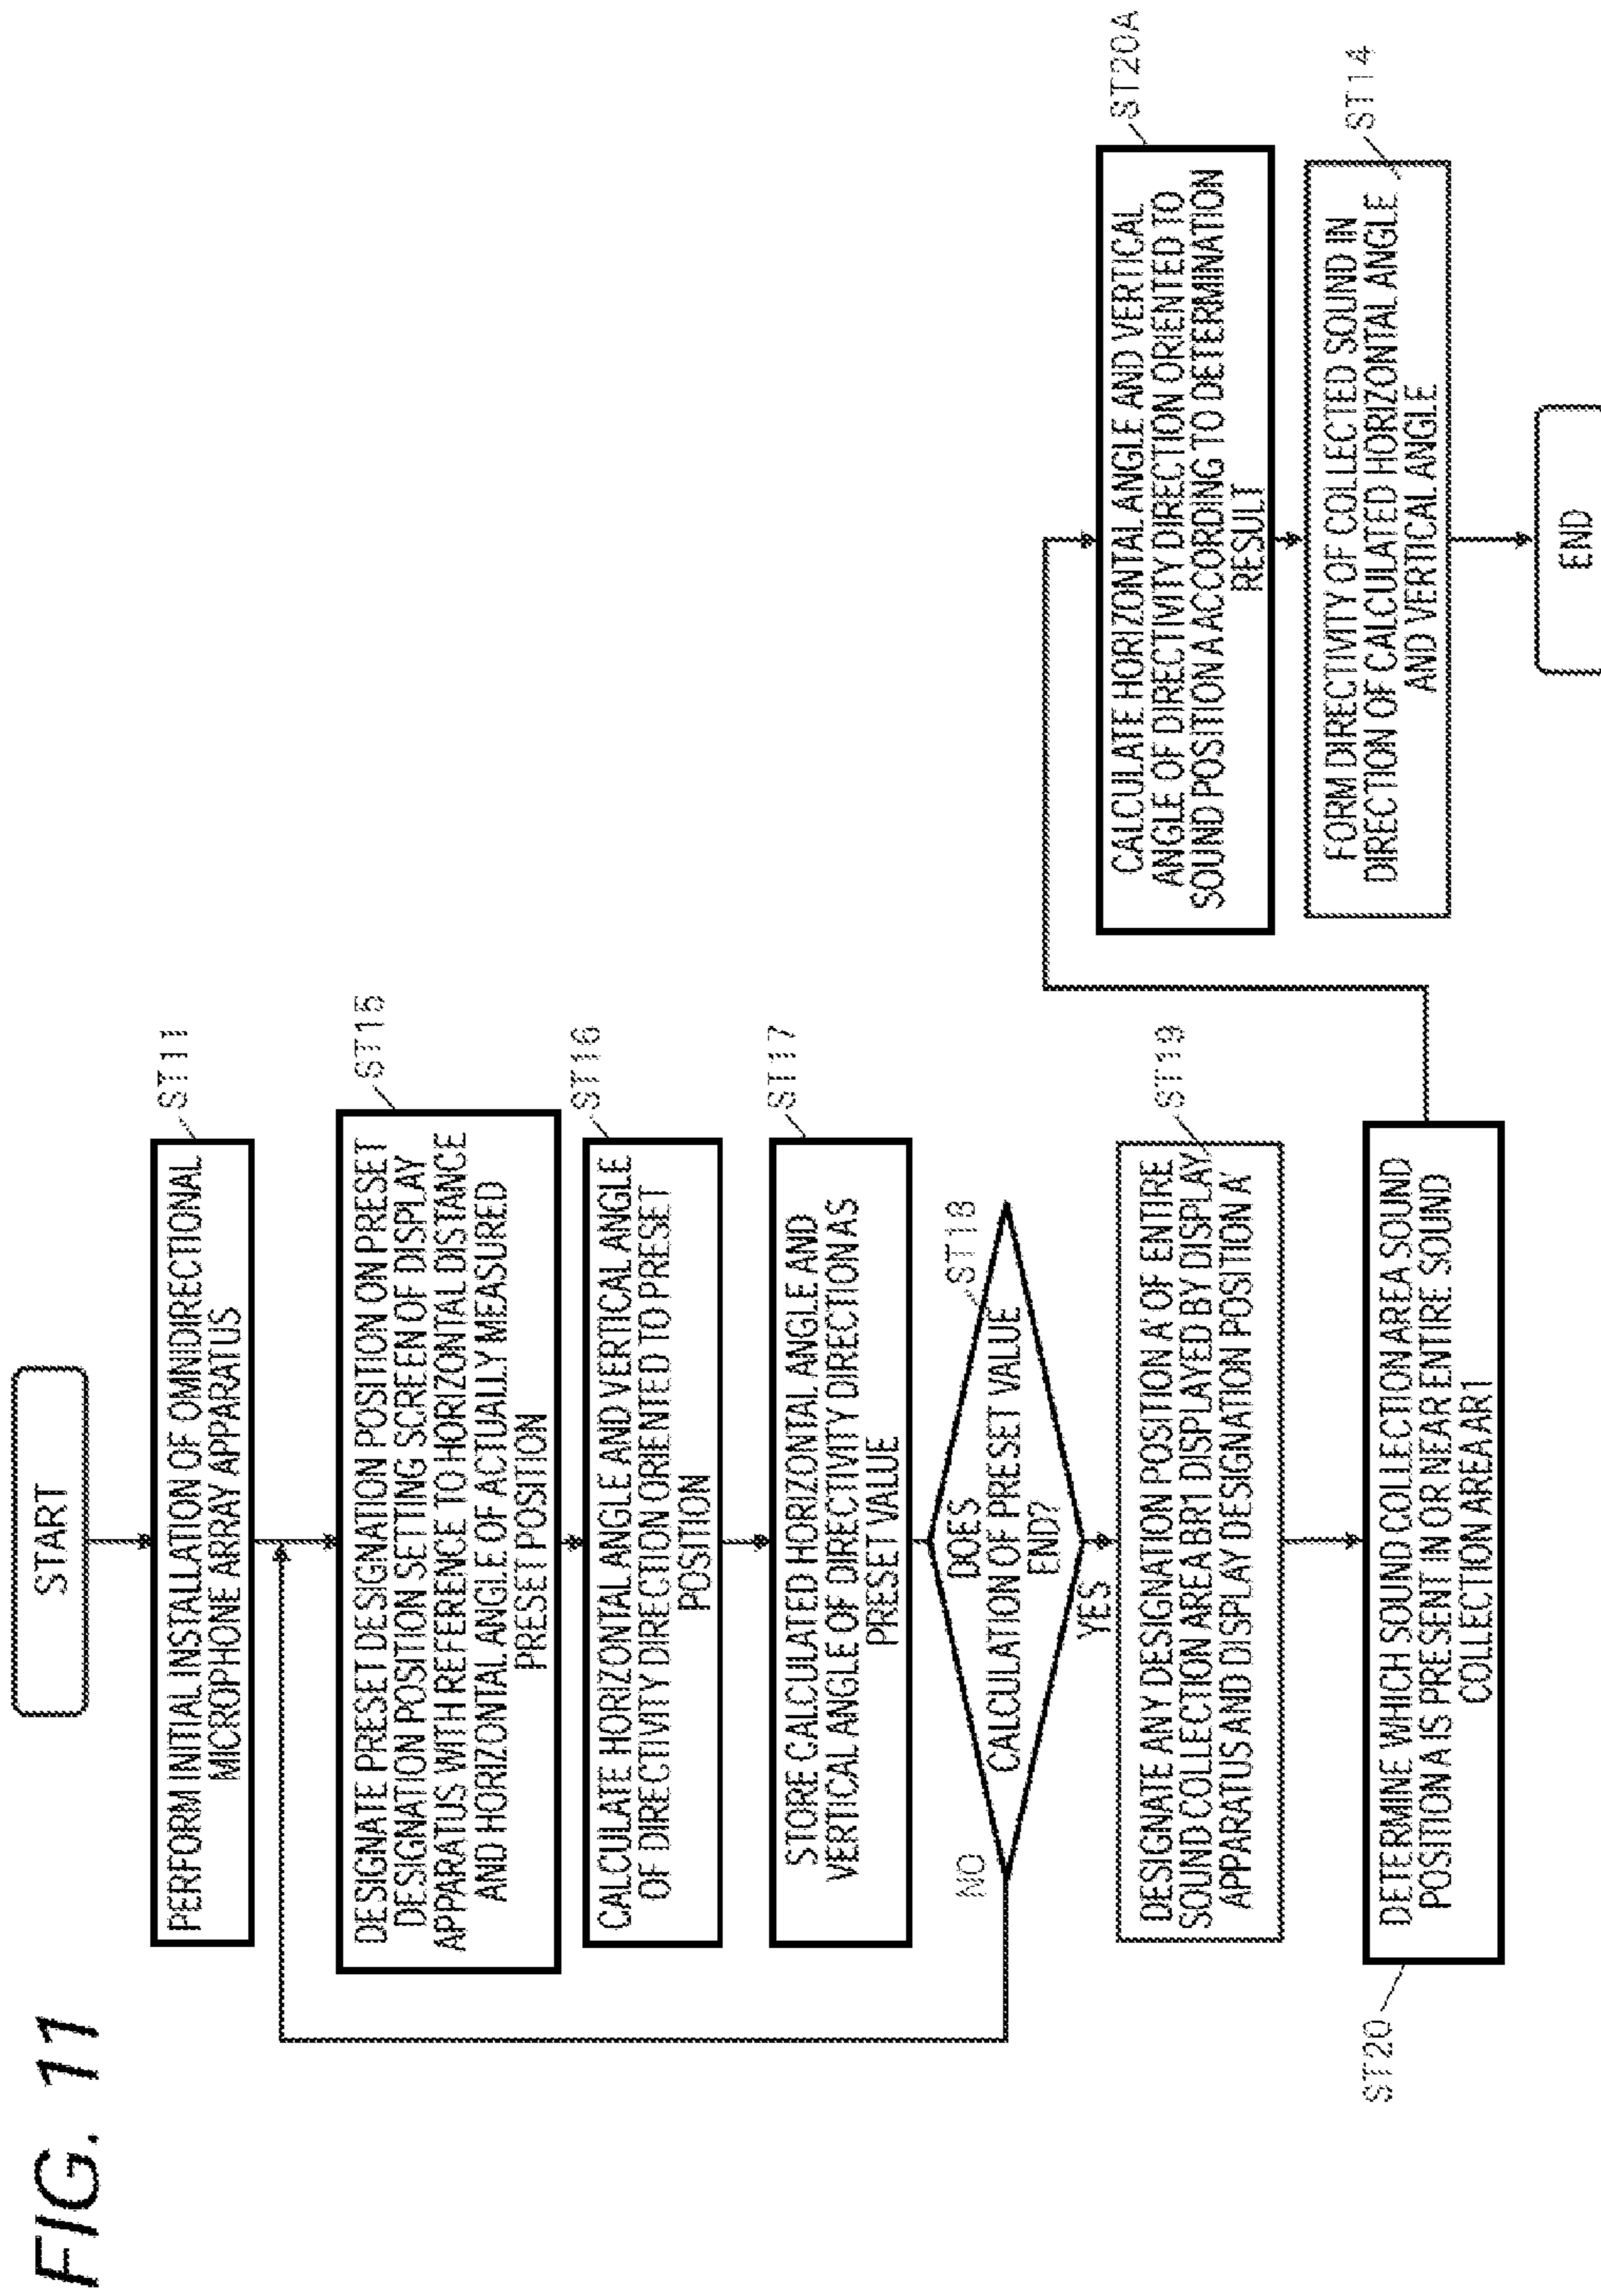 FIG. 11
START
PERFORM INITIAL INSTALLATION OF OMNIDIRECTIONAL
MICROPHONE ARRAY APPARATUS
ST11
DESIGNATE PRESET DESIGNATION POSITION ON PRESET
DESIGNATION POSITION SETTING SCREEN OF DISPLAY
APPARATUS WITH REFERENCE TO HORIZONTAL DISTANCE
AND HORIZONTAL ANGLE OF ACTUALLY MEASURED
PRESET POSITION
ST15
CALCULATE HORIZONTAL ANGLE AND VERTICAL ANGLE
OF DIRECTIVITY DIRECTION ORIENTED TO PRESET
POSITION
ST16
STORE CALCULATED HORIZONTAL ANGLE AND
VERTICAL ANGLE OF DIRECTIVITY DIRECTION AS
PRESET VALUE
ST17
DOES
CALCULATION OF PRESET VALUE
END?
ST18
NO
YES
DESIGNATE ANY DESIGNATION POSITION A' OF ENTIRE
SOUND COLLECTION AREA BR1 DISPLAYED BY DISPLAY
APPARATUS AND DISPLAY DESIGNATION POSITION A'
ST19
DETERMINE WHICH SOUND COLLECTION AREA SOUND
POSITION A IS PRESENT IN OR NEAR ENTIRE SOUND
COLLECTION AREA AR1
ST20
CALCULATE HORIZONTAL ANGLE AND VERTICAL
ANGLE OF DIRECTIVITY DIRECTION ORIENTED TO
SOUND POSITION A ACCORDING TO DETERMINATION
RESULT
ST20A
FORM DIRECTIVITY OF COLLECTED SOUND IN
DIRECTION OF CALCULATED HORIZONTAL ANGLE
AND VERTICAL ANGLE
ST14
END